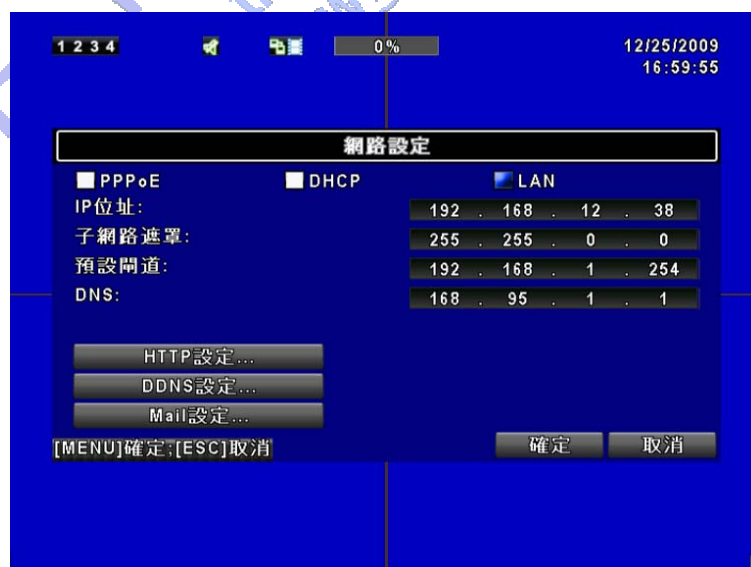 1 2 3 4 0% 12/25/2009
16:59:55
網路設定
PPPoE DHCP LAN
IP位址: 192 . 168 . 12 . 38
子網路遮罩: 255 . 255 . 0 . 0
預設閘道: 192 . 168 . 1 . 254
DNS: 168 . 95 . 1 . 1
HTTP設定...
DDNS設定...
Mail設定...
[MENU]確定;[ESC]取消 確定 取消